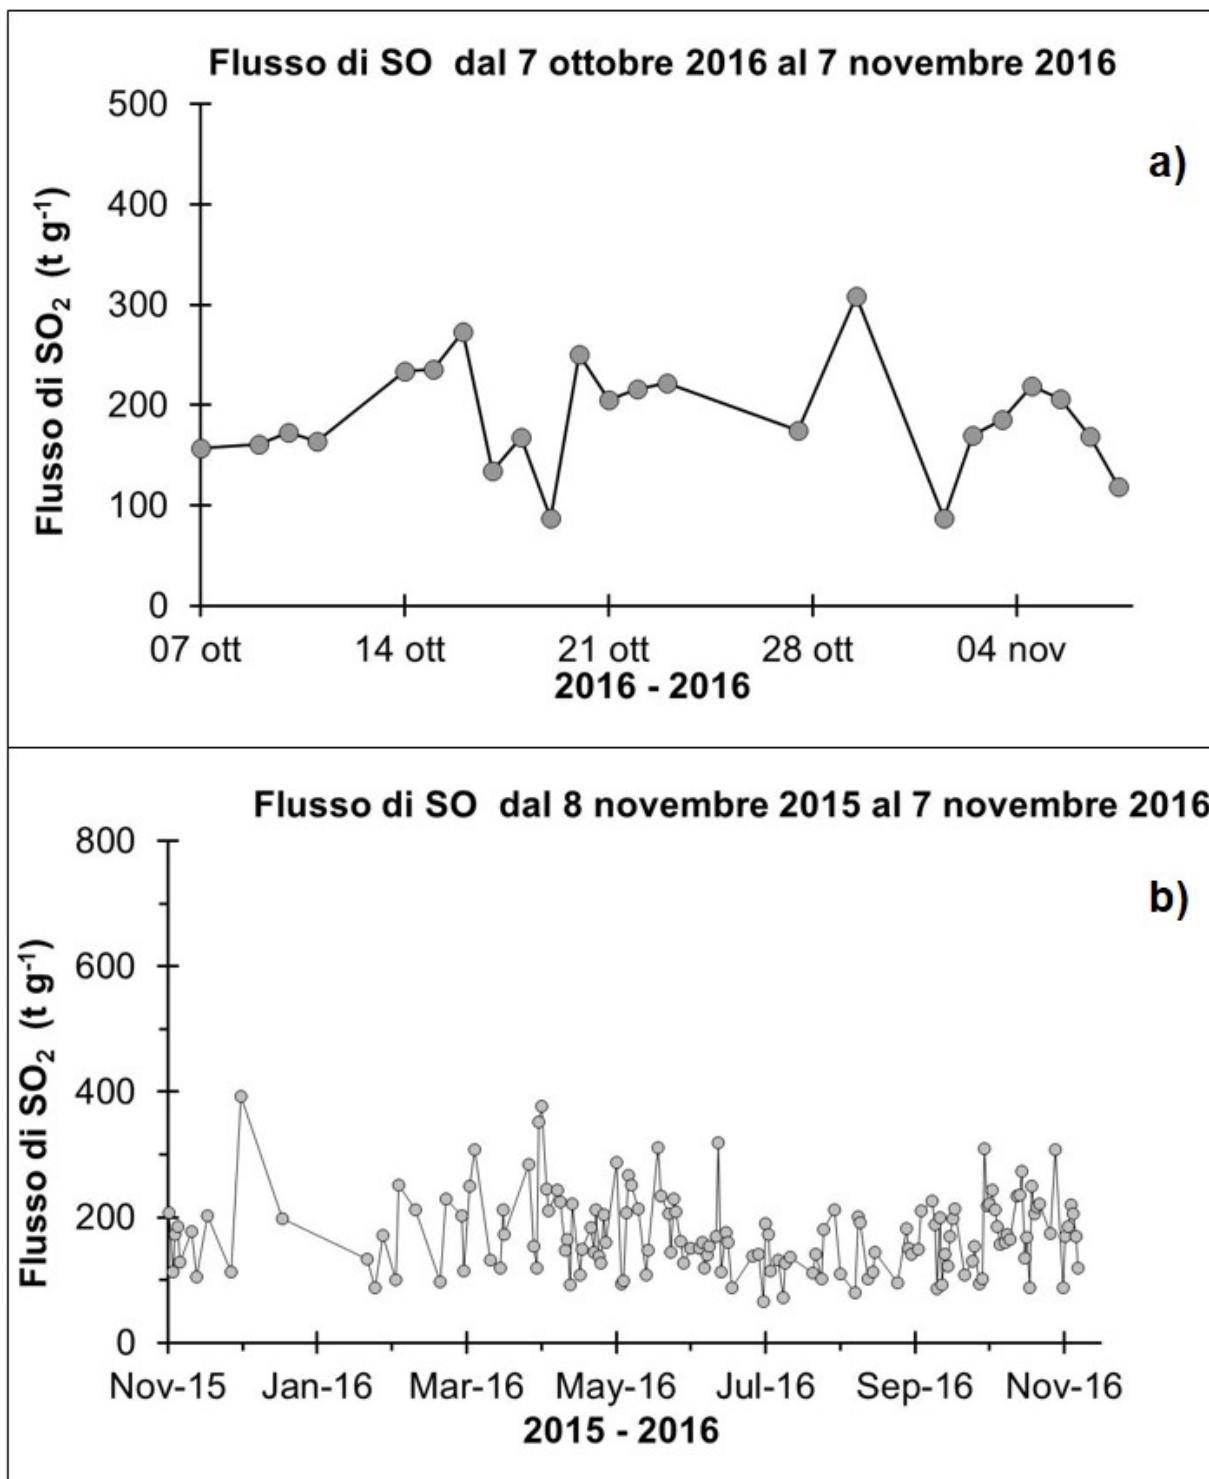 Flusso di SO dal 7 ottobre 2016 al 7 novembre 2016
a)
Flusso di SO₂ (t g⁻¹)
500
400
300
200
100
0
07 ott 14 ott 21 ott 28 ott 04 nov
2016 - 2016
Flusso di SO dal 8 novembre 2015 al 7 novembre 2016
b)
Flusso di SO₂ (t g⁻¹)
800
600
400
200
0
Nov-15 Jan-16 Mar-16 May-16 Jul-16 Sep-16 Nov-16
2015 - 2016